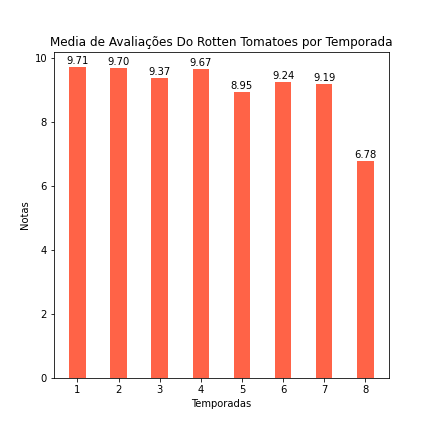 Media de Avaliações Do Rotten Tomatoes por Temporada
9.71 9.70 9.37 9.67 8.95 9.24 9.19 6.78
10
8
6
4
2
0
Notas
1 2 3 4 5 6 7 8
Temporadas